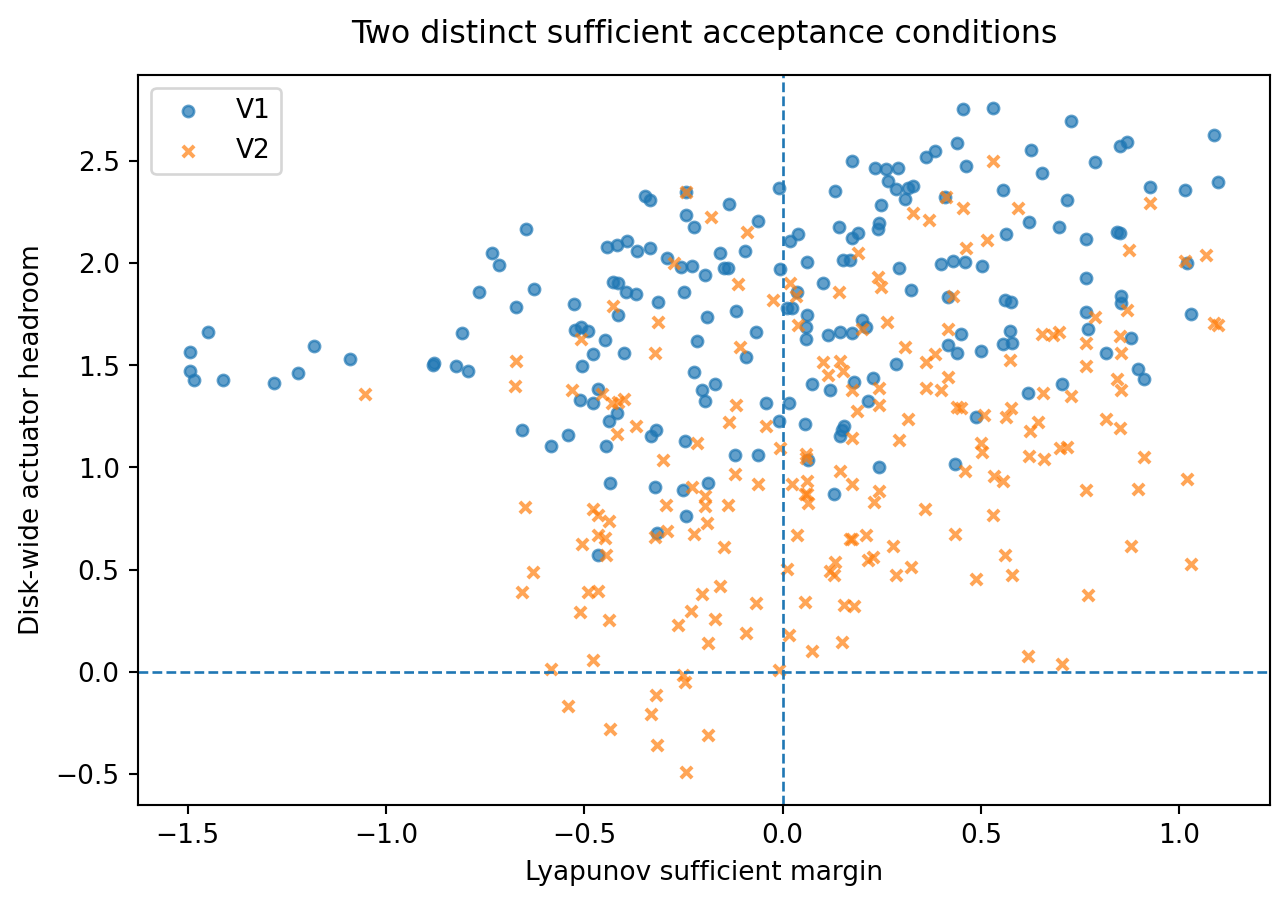 Two distinct sufficient acceptance conditions
V1
V2
Disk-wide actuator headroom
2.5
2.0
1.5
1.0
0.5
0.0
−0.5
−1.5
−1.0
−0.5
0.0
0.5
1.0
Lyapunov sufficient margin